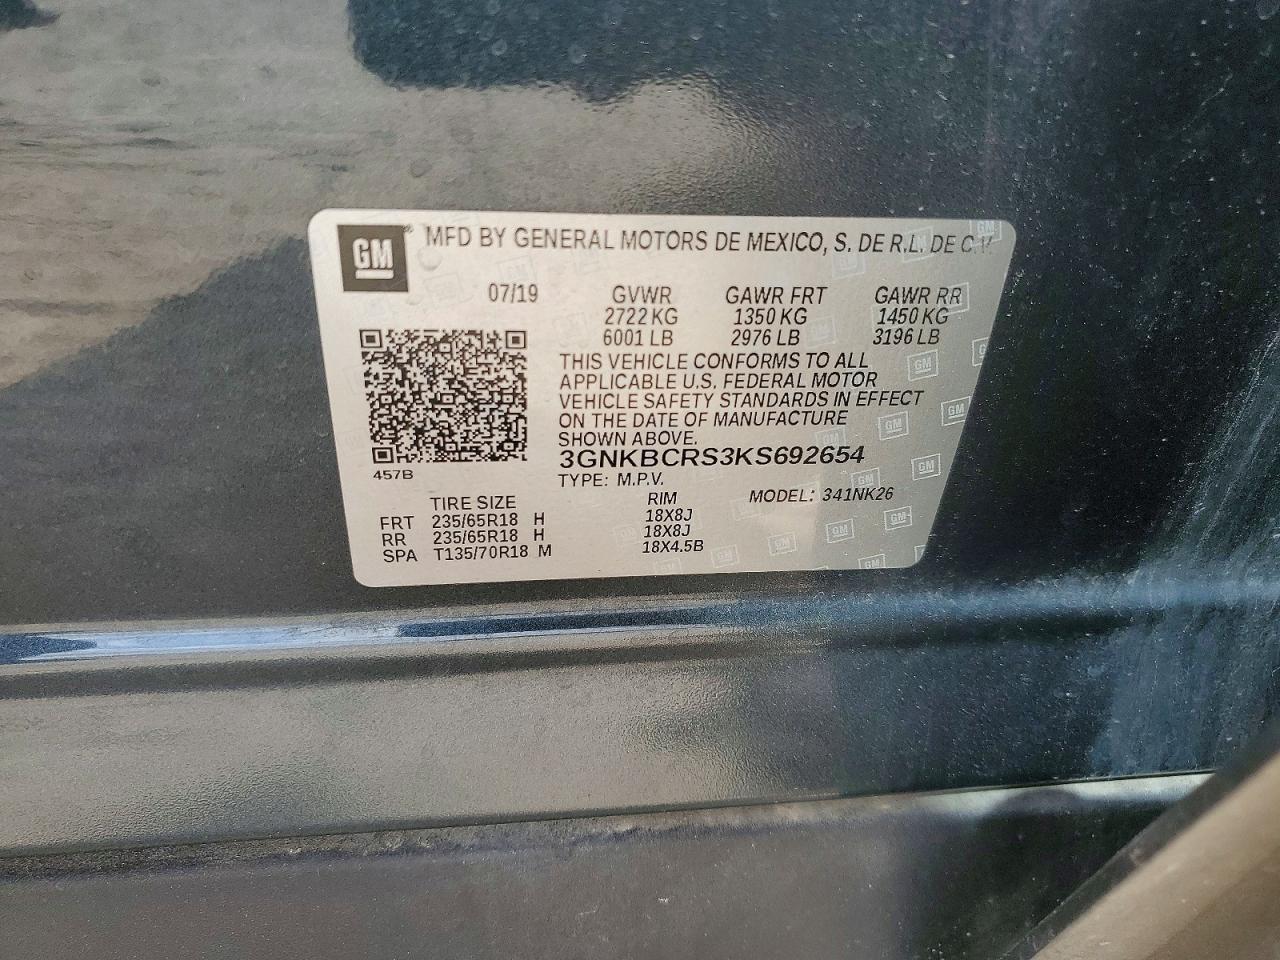 GM ® MFD BY GENERAL MOTORS DE MEXICO, S. DE R.L. DE C.V.
07/19 GVWR GAWR FRT GAWR RR
2722 KG 1350 KG 1450 KG
6001 LB 2976 LB 3196 LB
THIS VEHICLE CONFORMS TO ALL
APPLICABLE U.S. FEDERAL MOTOR
VEHICLE SAFETY STANDARDS IN EFFECT
ON THE DATE OF MANUFACTURE
SHOWN ABOVE.
3GNKBCRS3KS692654
457B TYPE: M.P.V.
TIRE SIZE RIM MODEL: 341NK26
FRT 235/65R18 H 18X8J
RR 235/65R18 H 18X8J
SPA T135/70R18 M 18X4.5B